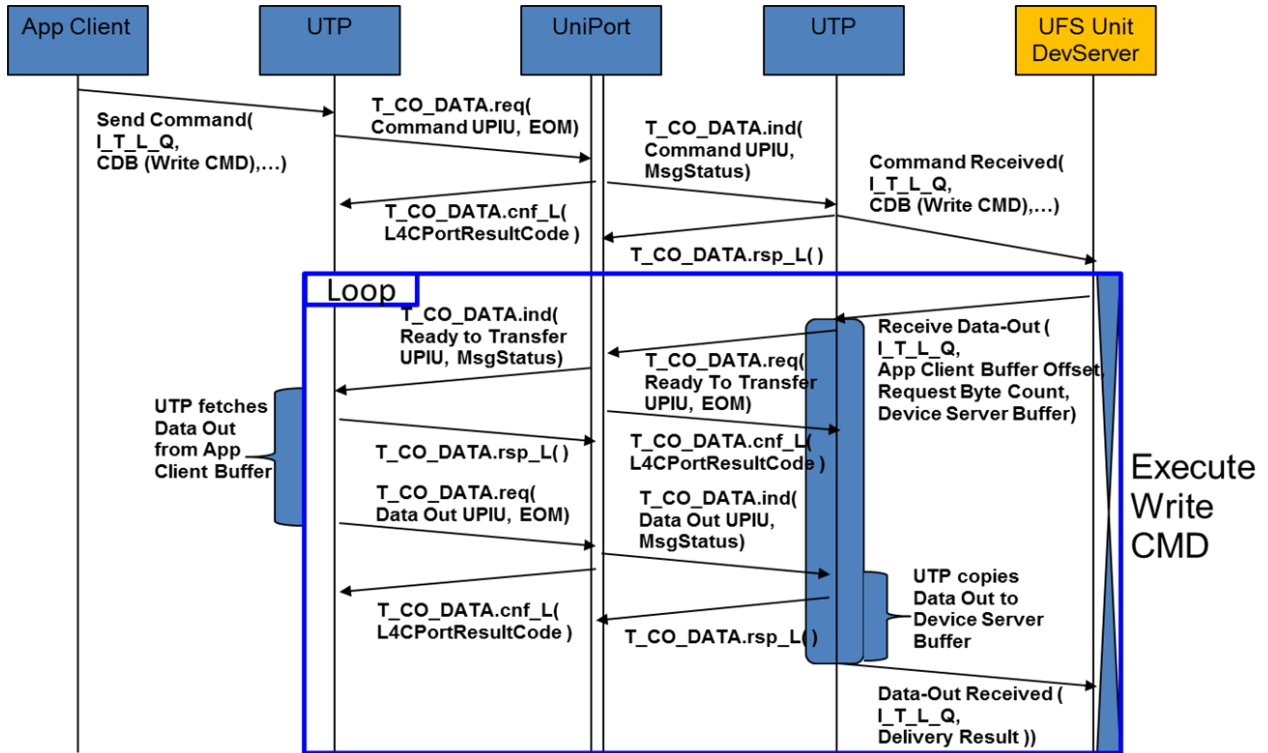 App Client
UTP
UniPort
UTP
UFS Unit
DevServer
Send Command(
I_T_L_Q,
CDB (Write CMD),…)
T_CO_DATA.req(
Command UPIU, EOM)
T_CO_DATA.ind(
Command UPIU,
MsgStatus)
Command Received(
I_T_L_Q,
CDB (Write CMD),…)
T_CO_DATA.cnf_L(
L4CPortResultCode )
T_CO_DATA.rsp_L( )
Loop
T_CO_DATA.ind(
Ready to Transfer
UPIU, MsgStatus)
T_CO_DATA.req(
Ready To Transfer
UPIU, EOM)
Receive Data-Out (
I_T_L_Q,
App Client Buffer Offset,
Request Byte Count,
Device Server Buffer)
UTP fetches
Data Out
from App
Client Buffer
T_CO_DATA.rsp_L( )
T_CO_DATA.cnf_L(
L4CPortResultCode )
Execute
Write
CMD
T_CO_DATA.req(
Data Out UPIU, EOM)
T_CO_DATA.ind(
Data Out UPIU,
MsgStatus)
UTP copies
Data Out to
Device Server
Buffer
T_CO_DATA.cnf_L(
L4CPortResultCode )
T_CO_DATA.rsp_L( )
Data-Out Received (
I_T_L_Q,
Delivery Result ))